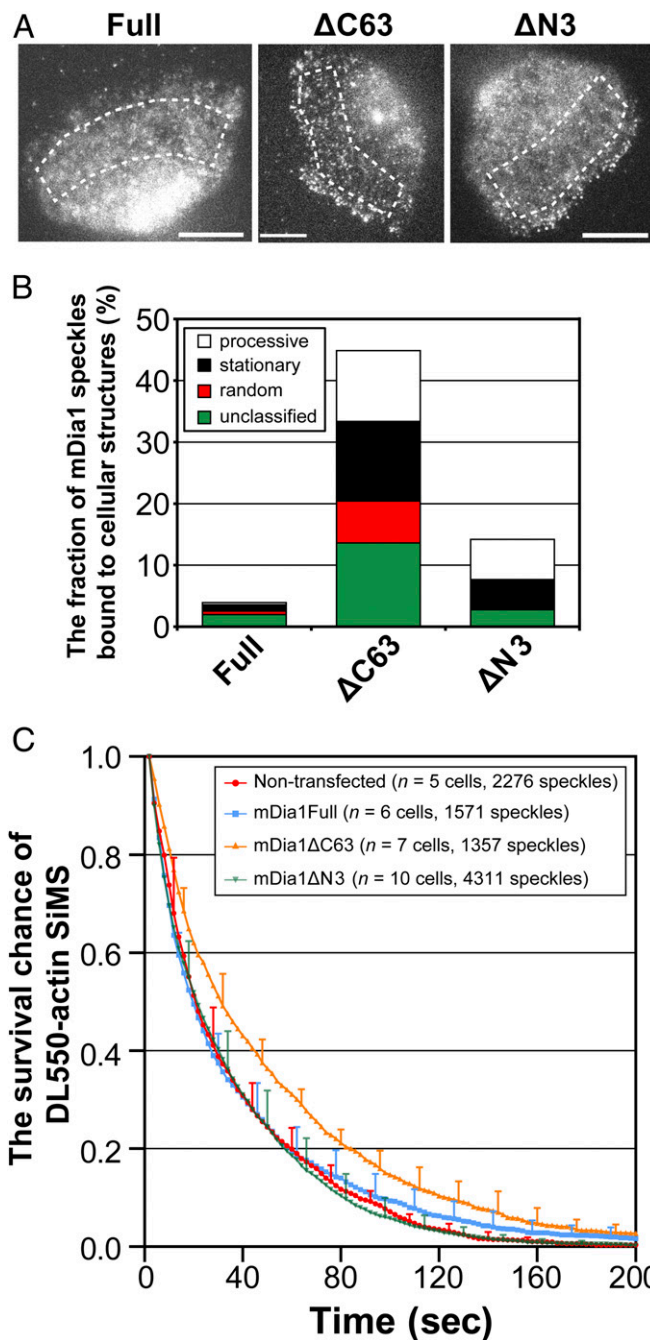 A
Full
ΔC63
ΔN3
B
The fraction of mDia1 speckles
bound to cellular structures (%)
50
40
30
20
10
0
processive
stationary
random
unclassified
Full
ΔC63
ΔN3
C
The survival chance of
DL550-actin SiMS
1.0
0.8
0.6
0.4
0.2
0.0
Non-transfected (n = 5 cells, 2276 speckles)
mDia1Full (n = 6 cells, 1571 speckles)
mDia1ΔC63 (n = 7 cells, 1357 speckles)
mDia1ΔN3 (n = 10 cells, 4311 speckles)
0 40 80 120 160 200
Time (sec)